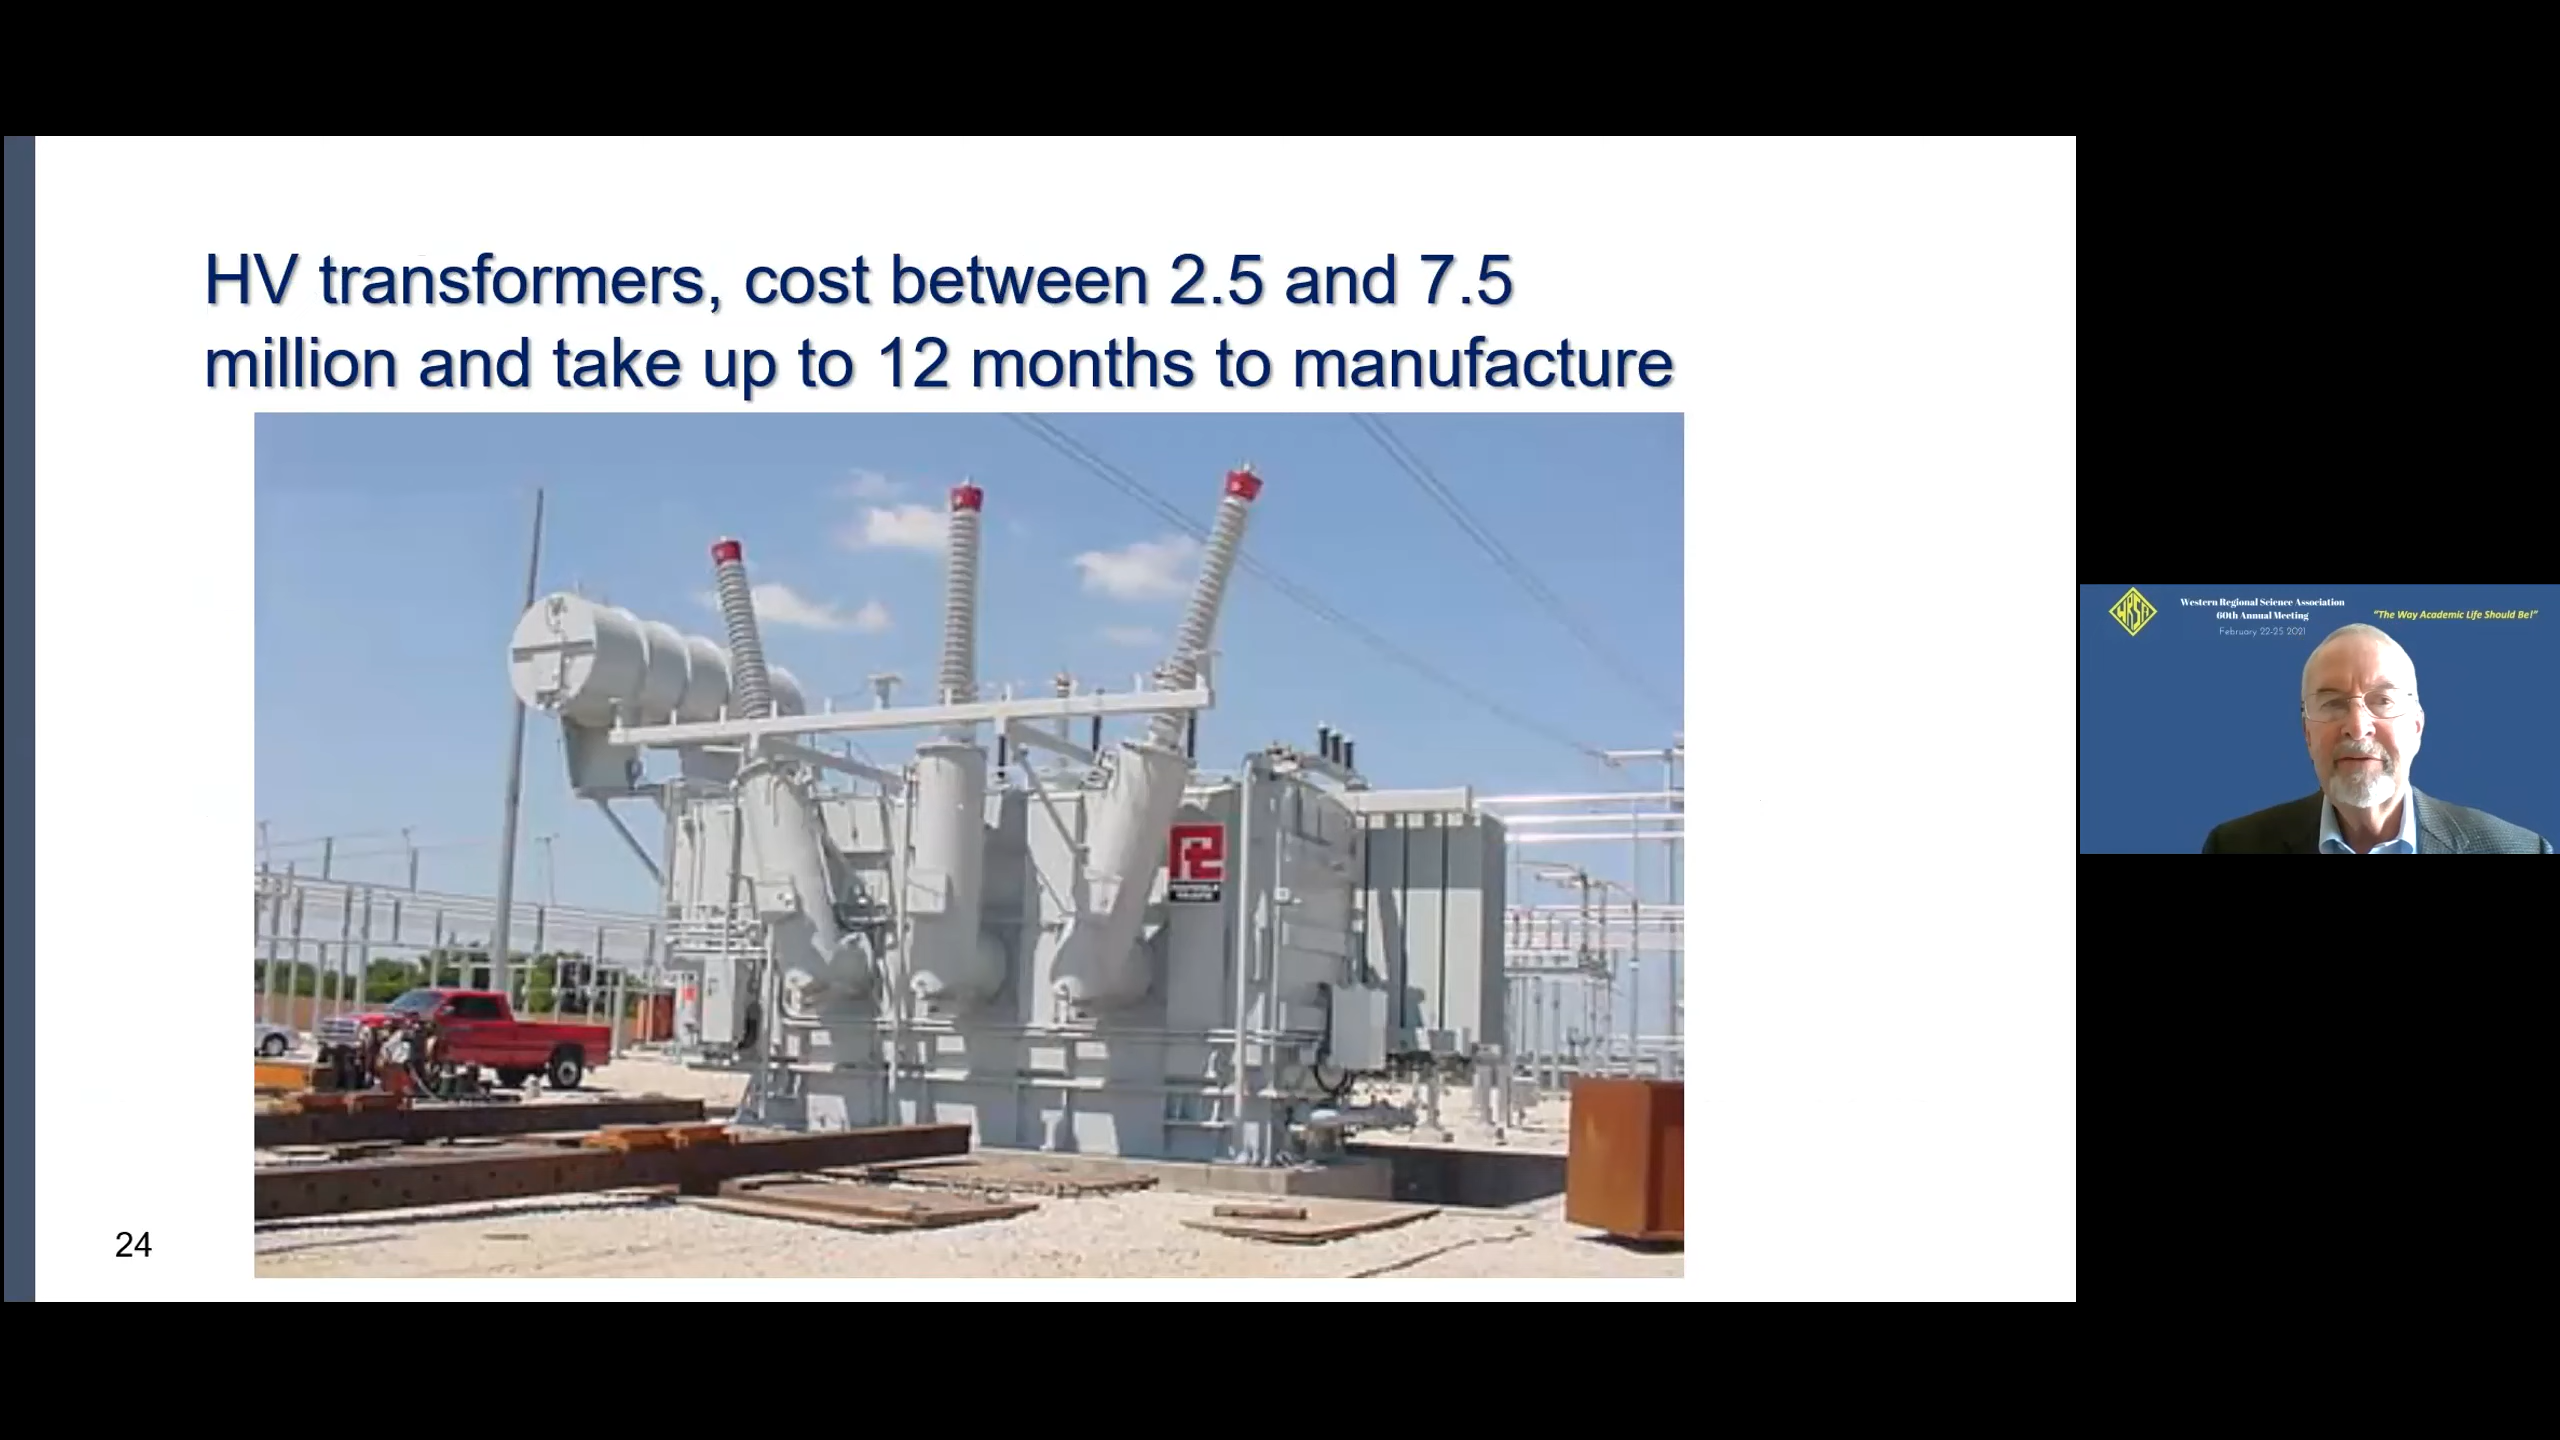 HV transformers, cost between 2.5 and 7.5
million and take up to 12 months to manufacture
24
WRSA
Western Regional Science Association
60th Annual Meeting
February 22-25 2021
"The Way Academic Life Should Be!"